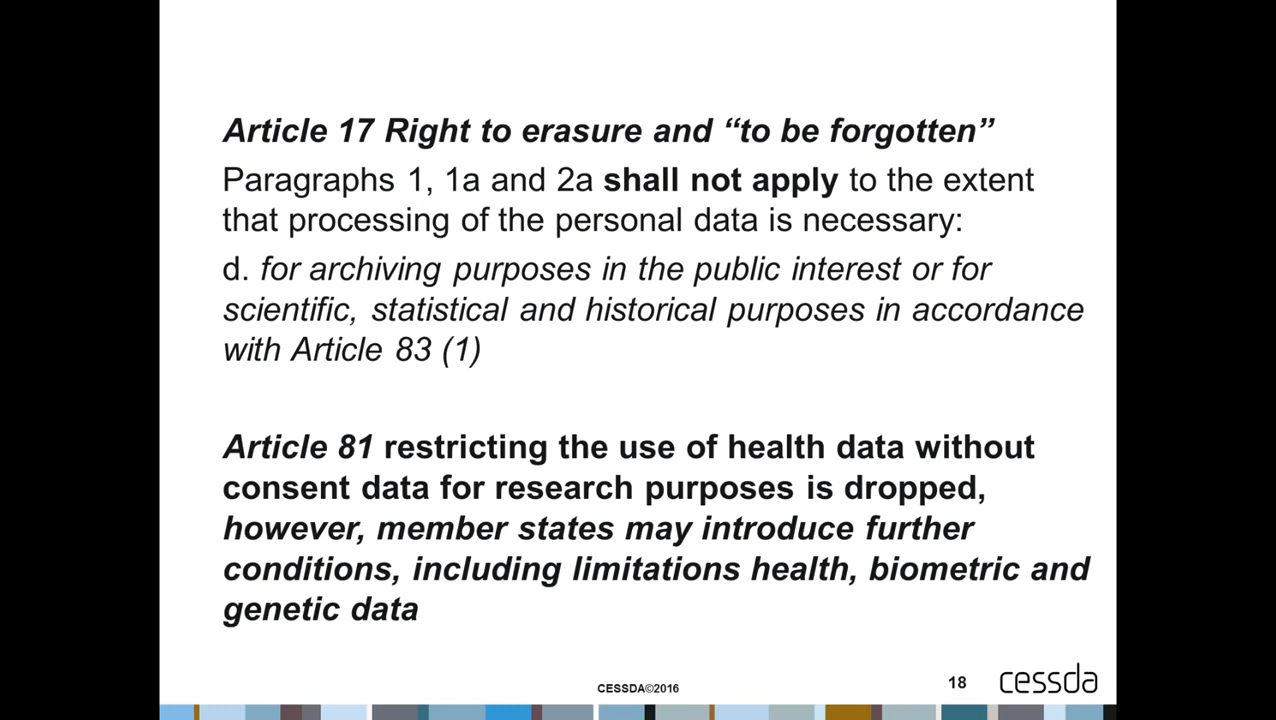 Article 17 Right to erasure and “to be forgotten”
Paragraphs 1, 1a and 2a shall not apply to the extent
that processing of the personal data is necessary:
d. for archiving purposes in the public interest or for
scientific, statistical and historical purposes in accordance
with Article 83 (1)
Article 81 restricting the use of health data without
consent data for research purposes is dropped,
however, member states may introduce further
conditions, including limitations health, biometric and
genetic data
CESSDA©2016
18
cessda